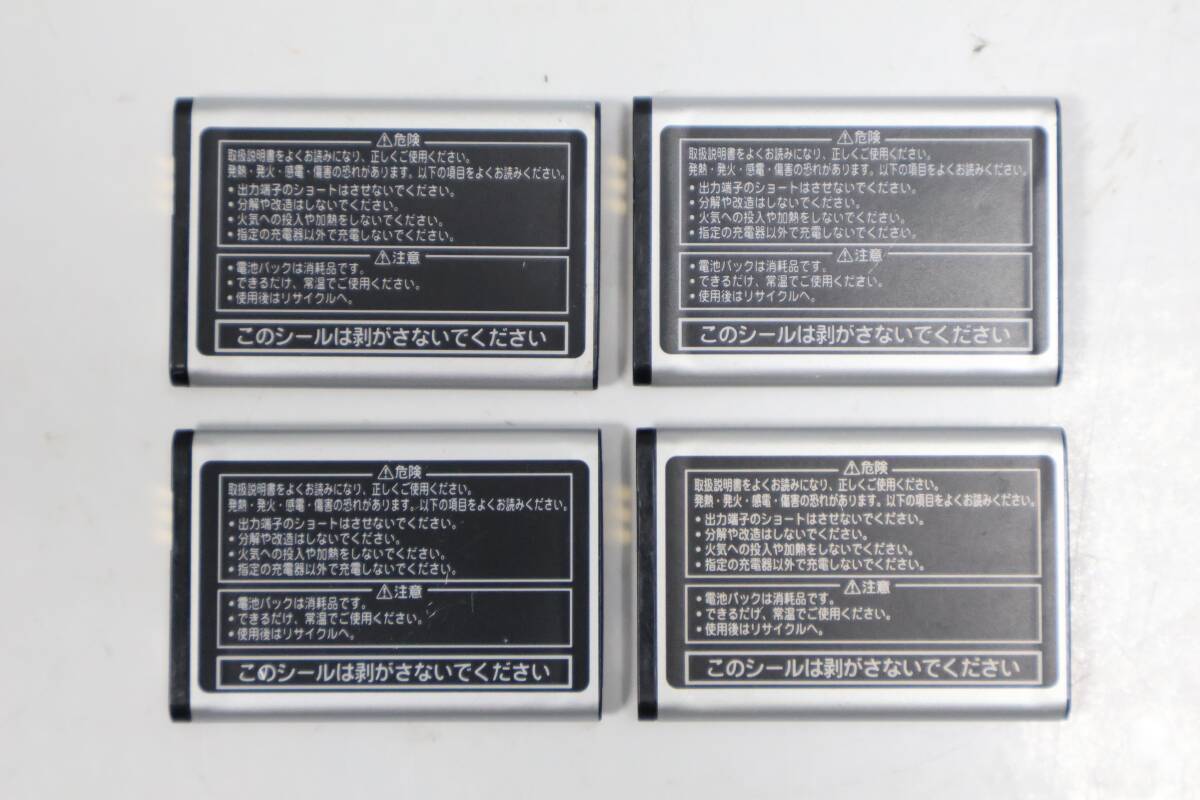 ⚠危険
取扱説明書をよくお読みになり、正しくご使用ください。
発熱・発火・感電・傷害の恐れがあります。以下の項目をよくお読みください。
・出力端子のショートはさせないでください。
・分解や改造はしないでください。
・火気への投入や加熱をしないでください。
・指定の充電器以外で充電しないでください。
⚠注意
・電池パックは消耗品です。
・できるだけ、常温でご使用ください。
・使用後はリサイクルへ。
このシールは剥がさないでください
⚠危険
取扱説明書をよくお読みになり、正しくご使用ください。
発熱・発火・感電・傷害の恐れがあります。以下の項目をよくお読みください。
・出力端子のショートはさせないでください。
・分解や改造はしないでください。
・火気への投入や加熱をしないでください。
・指定の充電器以外で充電しないでください。
⚠注意
・電池パックは消耗品です。
・できるだけ、常温でご使用ください。
・使用後はリサイクルへ。
このシールは剥がさないでください
⚠危険
取扱説明書をよくお読みになり、正しくご使用ください。
発熱・発火・感電・傷害の恐れがあります。以下の項目をよくお読みください。
・出力端子のショートはさせないでください。
・分解や改造はしないでください。
・火気への投入や加熱をしないでください。
・指定の充電器以外で充電しないでください。
⚠注意
・電池パックは消耗品です。
・できるだけ、常温でご使用ください。
・使用後はリサイクルへ。
このシールは剥がさないでください
⚠危険
取扱説明書をよくお読みになり、正しくご使用ください。
発熱・発火・感電・傷害の恐れがあります。以下の項目をよくお読みください。
・出力端子のショートはさせないでください。
・分解や改造はしないでください。
・火気への投入や加熱をしないでください。
・指定の充電器以外で充電しないでください。
⚠注意
・電池パックは消耗品です。
・できるだけ、常温でご使用ください。
・使用後はリサイクルへ。
このシールは剥がさないでください